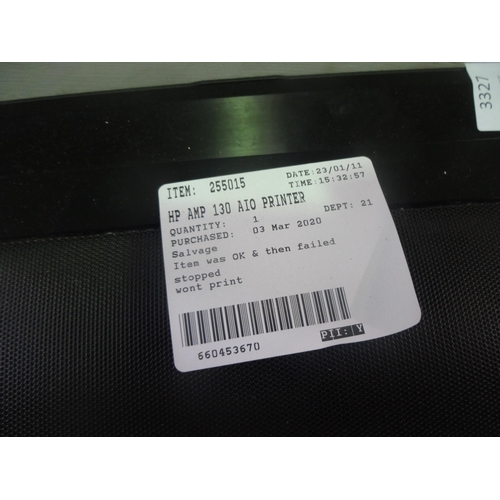 3327
ITEM: 255015 DATE:23/01/11
TIME:15:32:57
HP AMP 130 AIO PRINTER
QUANTITY: 1 DEPT: 21
PURCHASED: 03 Mar 2020
Salvage
Item was OK & then failed
stopped
wont print
660453670
PII: Y